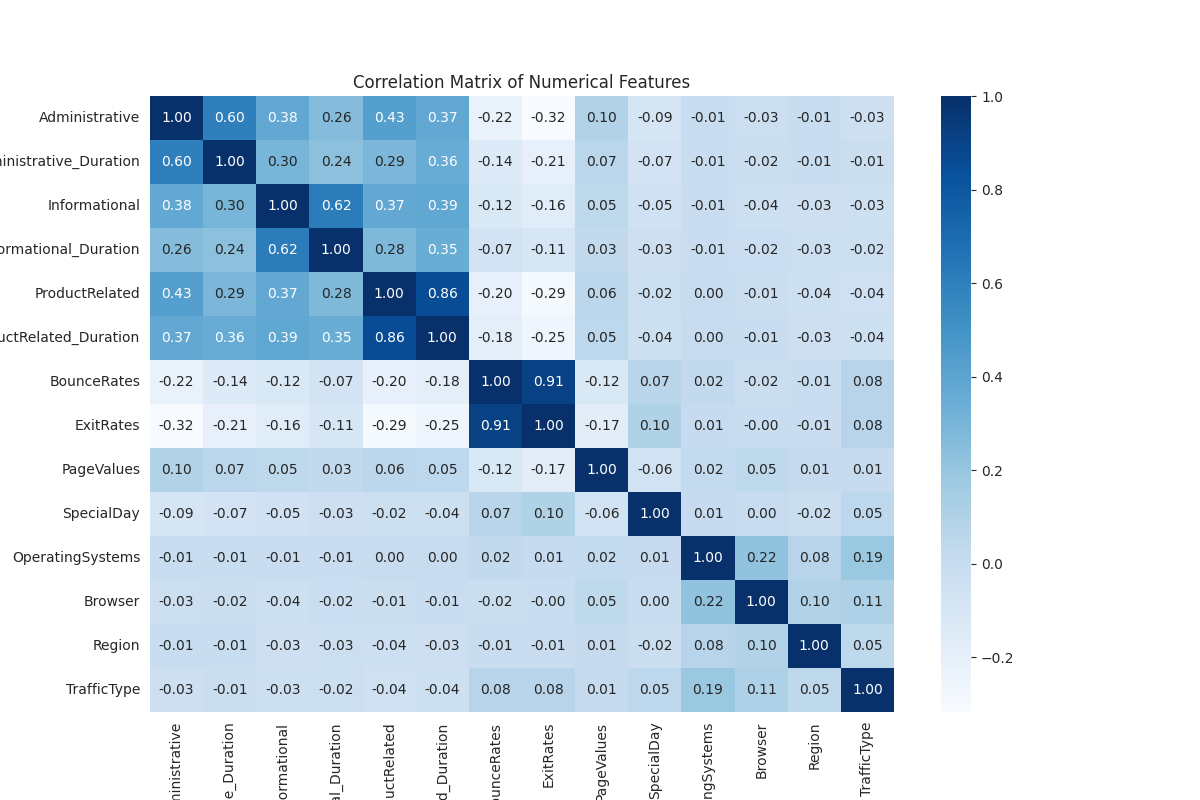 Correlation Matrix of Numerical Features
Administrative 1.00 0.60 0.38 0.26 0.43 0.37 -0.22 -0.32 0.10 -0.09 -0.01 -0.03 -0.01 -0.03
inistrative_Duration 0.60 1.00 0.30 0.24 0.29 0.36 -0.14 -0.21 0.07 -0.07 -0.01 -0.02 -0.01 -0.01
Informational 0.38 0.30 1.00 0.62 0.37 0.39 -0.12 -0.16 0.05 -0.05 -0.01 -0.04 -0.03 -0.03
ormational_Duration 0.26 0.24 0.62 1.00 0.28 0.35 -0.07 -0.11 0.03 -0.03 -0.01 -0.02 -0.03 -0.02
ProductRelated 0.43 0.29 0.37 0.28 1.00 0.86 -0.20 -0.29 0.06 -0.02 0.00 -0.01 -0.04 -0.04
uctRelated_Duration 0.37 0.36 0.39 0.35 0.86 1.00 -0.18 -0.25 0.05 -0.04 0.00 -0.01 -0.03 -0.04
BounceRates -0.22 -0.14 -0.12 -0.07 -0.20 -0.18 1.00 0.91 -0.12 0.07 0.02 -0.02 -0.01 0.08
ExitRates -0.32 -0.21 -0.16 -0.11 -0.29 -0.25 0.91 1.00 -0.17 0.10 0.01 -0.00 -0.01 0.08
PageValues 0.10 0.07 0.05 0.03 0.06 0.05 -0.12 -0.17 1.00 -0.06 0.02 0.05 0.01 0.01
SpecialDay -0.09 -0.07 -0.05 -0.03 -0.02 -0.04 0.07 0.10 -0.06 1.00 0.01 0.00 -0.02 0.05
OperatingSystems -0.01 -0.01 -0.01 -0.01 0.00 0.00 0.02 0.01 0.02 0.01 1.00 0.22 0.08 0.19
Browser -0.03 -0.02 -0.04 -0.02 -0.01 -0.01 -0.02 -0.00 0.05 0.00 0.22 1.00 0.10 0.11
Region -0.01 -0.01 -0.03 -0.03 -0.04 -0.03 -0.01 -0.01 0.01 -0.02 0.08 0.10 1.00 0.05
TrafficType -0.03 -0.01 -0.03 -0.02 -0.04 -0.04 0.08 0.08 0.01 0.05 0.19 0.11 0.05 1.00
ministrative
e_Duration
ormational
al_Duration
uctRelated
d_Duration
ounceRates
ExitRates
PageValues
SpecialDay
ngSystems
Browser
Region
TrafficType
1.0
0.8
0.6
0.4
0.2
0.0
−0.2